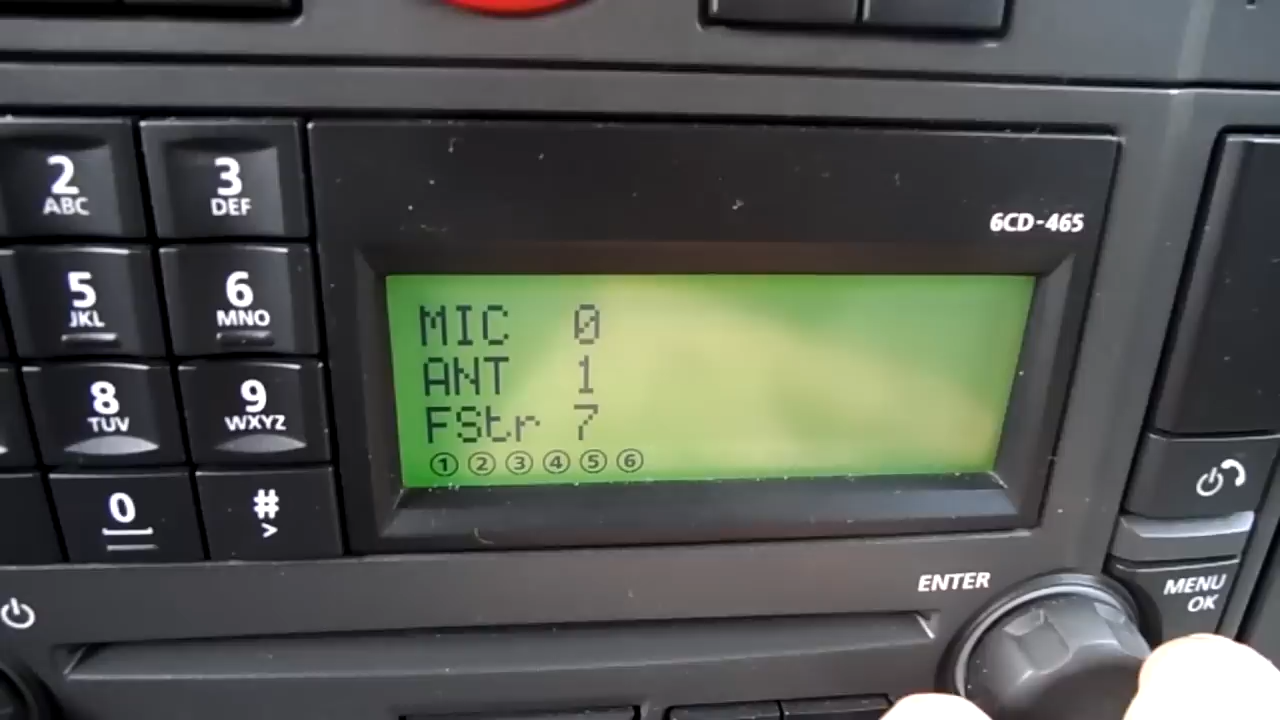 2 ABC
3 DEF
6CD-465
5 JKL
6 MNO
MIC 0
ANT 1
FStr 7
① ② ③ ④ ⑤ ⑥
8 TUV
9 WXYZ
0
# >
ENTER
MENU
OK